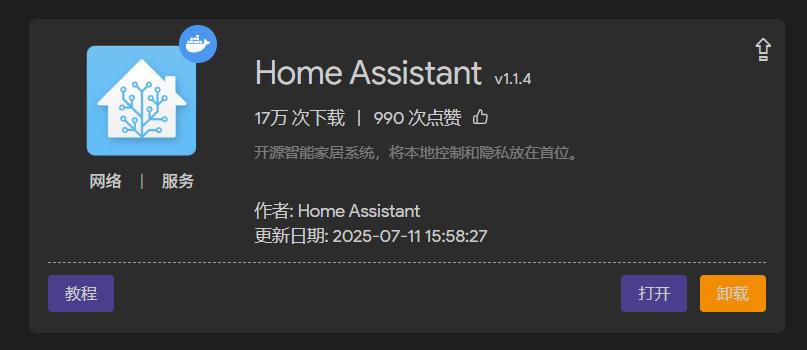 Home Assistant v1.1.4
17万 次下载 | 990 次点赞
开源智能家居系统，将本地控制和隐私放在首位。
网络 | 服务
作者: Home Assistant
更新日期: 2025-07-11 15:58:27
教程 打开 卸载